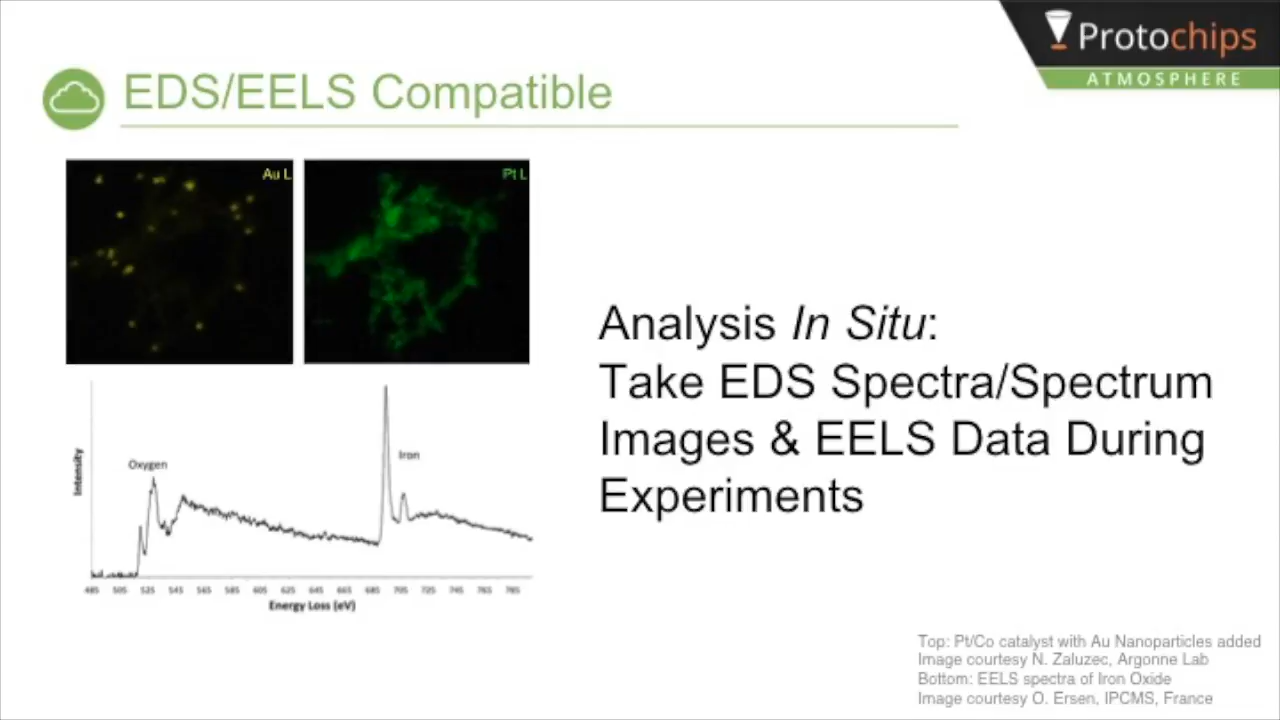 Protochips
ATMOSPHERE
EDS/EELS Compatible
Au L
Pt L
Analysis In Situ:
Take EDS Spectra/Spectrum
Images & EELS Data During
Experiments
Intensity
Oxygen
Iron
485 505 525 545 565 585 605 625 645 665 685 705 725 745 765 785
Energy Loss (eV)
Top: Pt/Co catalyst with Au Nanoparticles added
Image courtesy N. Zaluzec, Argonne Lab
Bottom: EELS spectra of Iron Oxide
Image courtesy O. Ersen, IPCMS, France